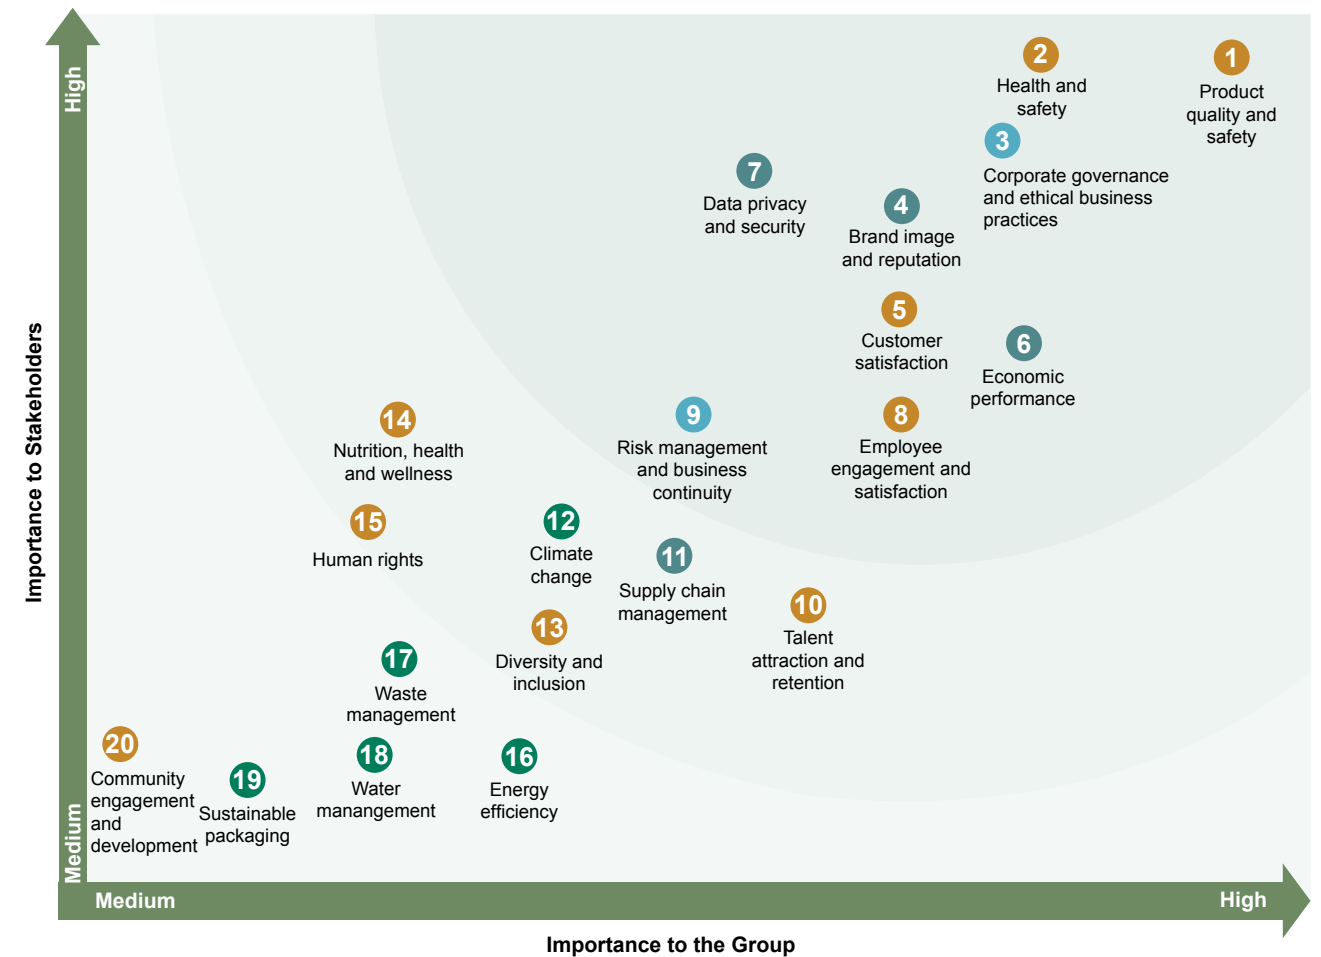 High
2
Health and
safety
1
Product
quality and
safety
3
Corporate governance
and ethical business
practices
7
Data privacy
and security
4
Brand image
and reputation
5
Customer
satisfaction
6
Economic
performance
14
Nutrition, health
and wellness
9
Risk management
and business
continuity
8
Employee
engagement and
satisfaction
Importance to Stakeholders
15
Human rights
12
Climate
change
11
Supply chain
management
10
Talent
attraction and
retention
13
Diversity and
inclusion
17
Waste
management
20
Community
engagement
and
development
19
Sustainable
packaging
18
Water
manangement
16
Energy
efficiency
Medium
Medium
High
Importance to the Group